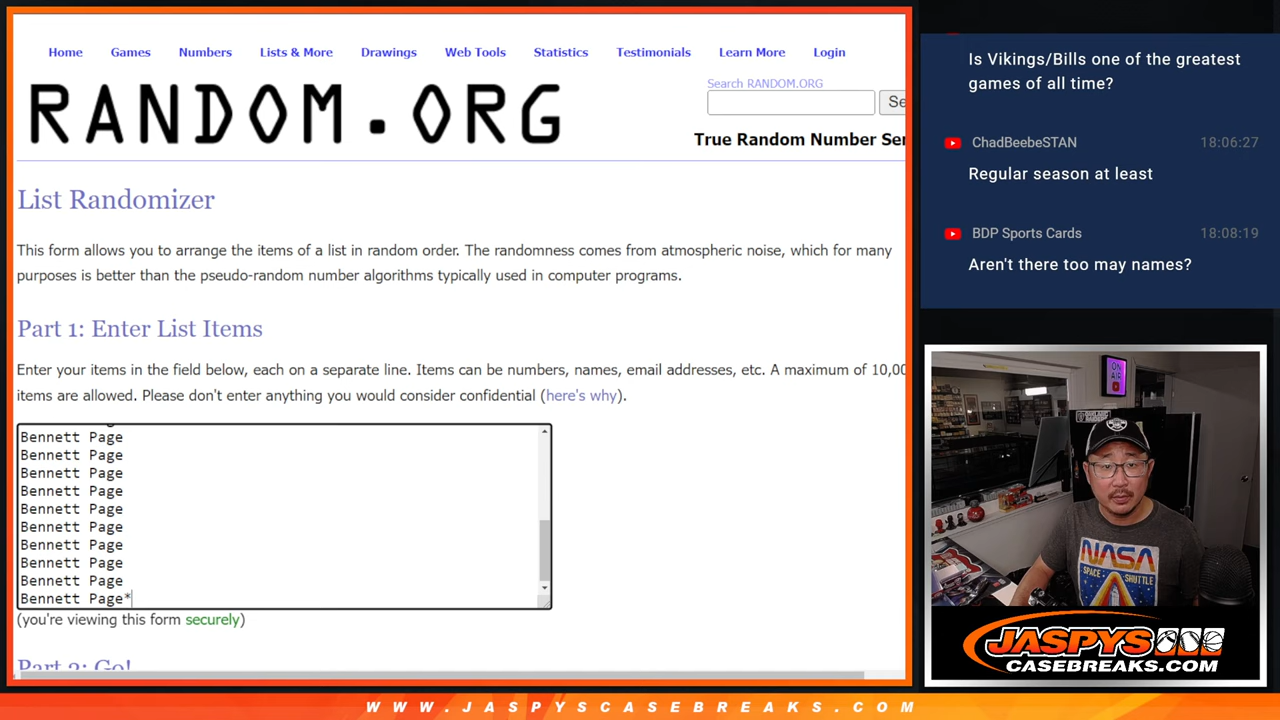 Home Games Numbers Lists & More Drawings Web Tools Statistics Testimonials Learn More Login
Search RANDOM.ORG
RANDOM.ORG
Se
True Random Number Ser
List Randomizer
This form allows you to arrange the items of a list in random order. The randomness comes from atmospheric noise, which for many
purposes is better than the pseudo-random number algorithms typically used in computer programs.
Part 1: Enter List Items
Enter your items in the field below, each on a separate line. Items can be numbers, names, email addresses, etc. A maximum of 10,00
items are allowed. Please don't enter anything you would consider confidential (here's why).
Bennett Page
Bennett Page
Bennett Page
Bennett Page
Bennett Page
Bennett Page
Bennett Page
Bennett Page
Bennett Page
Bennett Page*
(you're viewing this form securely)
Part 2: Go!
Is Vikings/Bills one of the greatest
games of all time?
ChadBeebeSTAN 18:06:27
Regular season at least
BDP Sports Cards 18:08:19
Aren't there too may names?
ON
AIR
NASA
SPACE SHUTTLE
JASPYS
CASEBREAKS.COM
WWW.JASPYSCASEBREAKS.COM